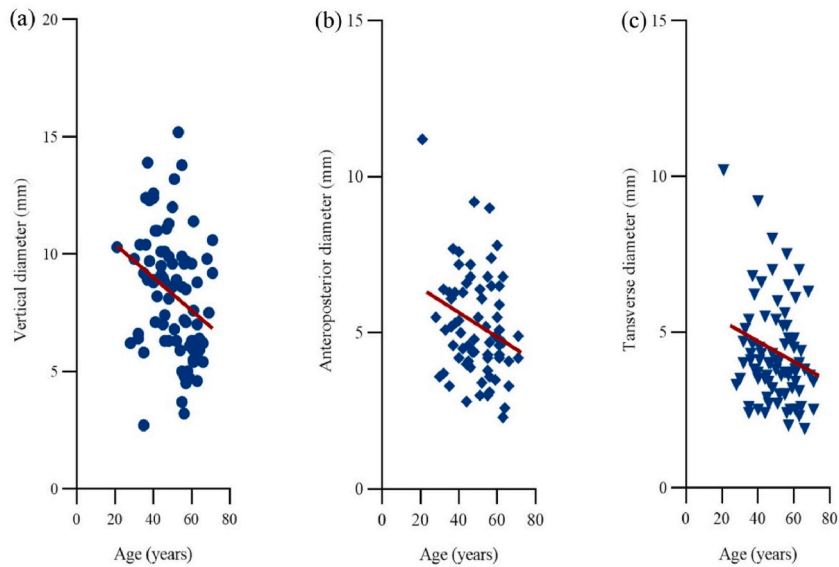 (a)
20
15
10
5
0
0 20 40 60 80
Vertical diameter (mm)
Age (years)
(b)
15
10
5
0
0 20 40 60 80
Anteroposterior diameter (mm)
Age (years)
(c)
15
10
5
0
0 20 40 60 80
Tansverse diameter (mm)
Age (years)